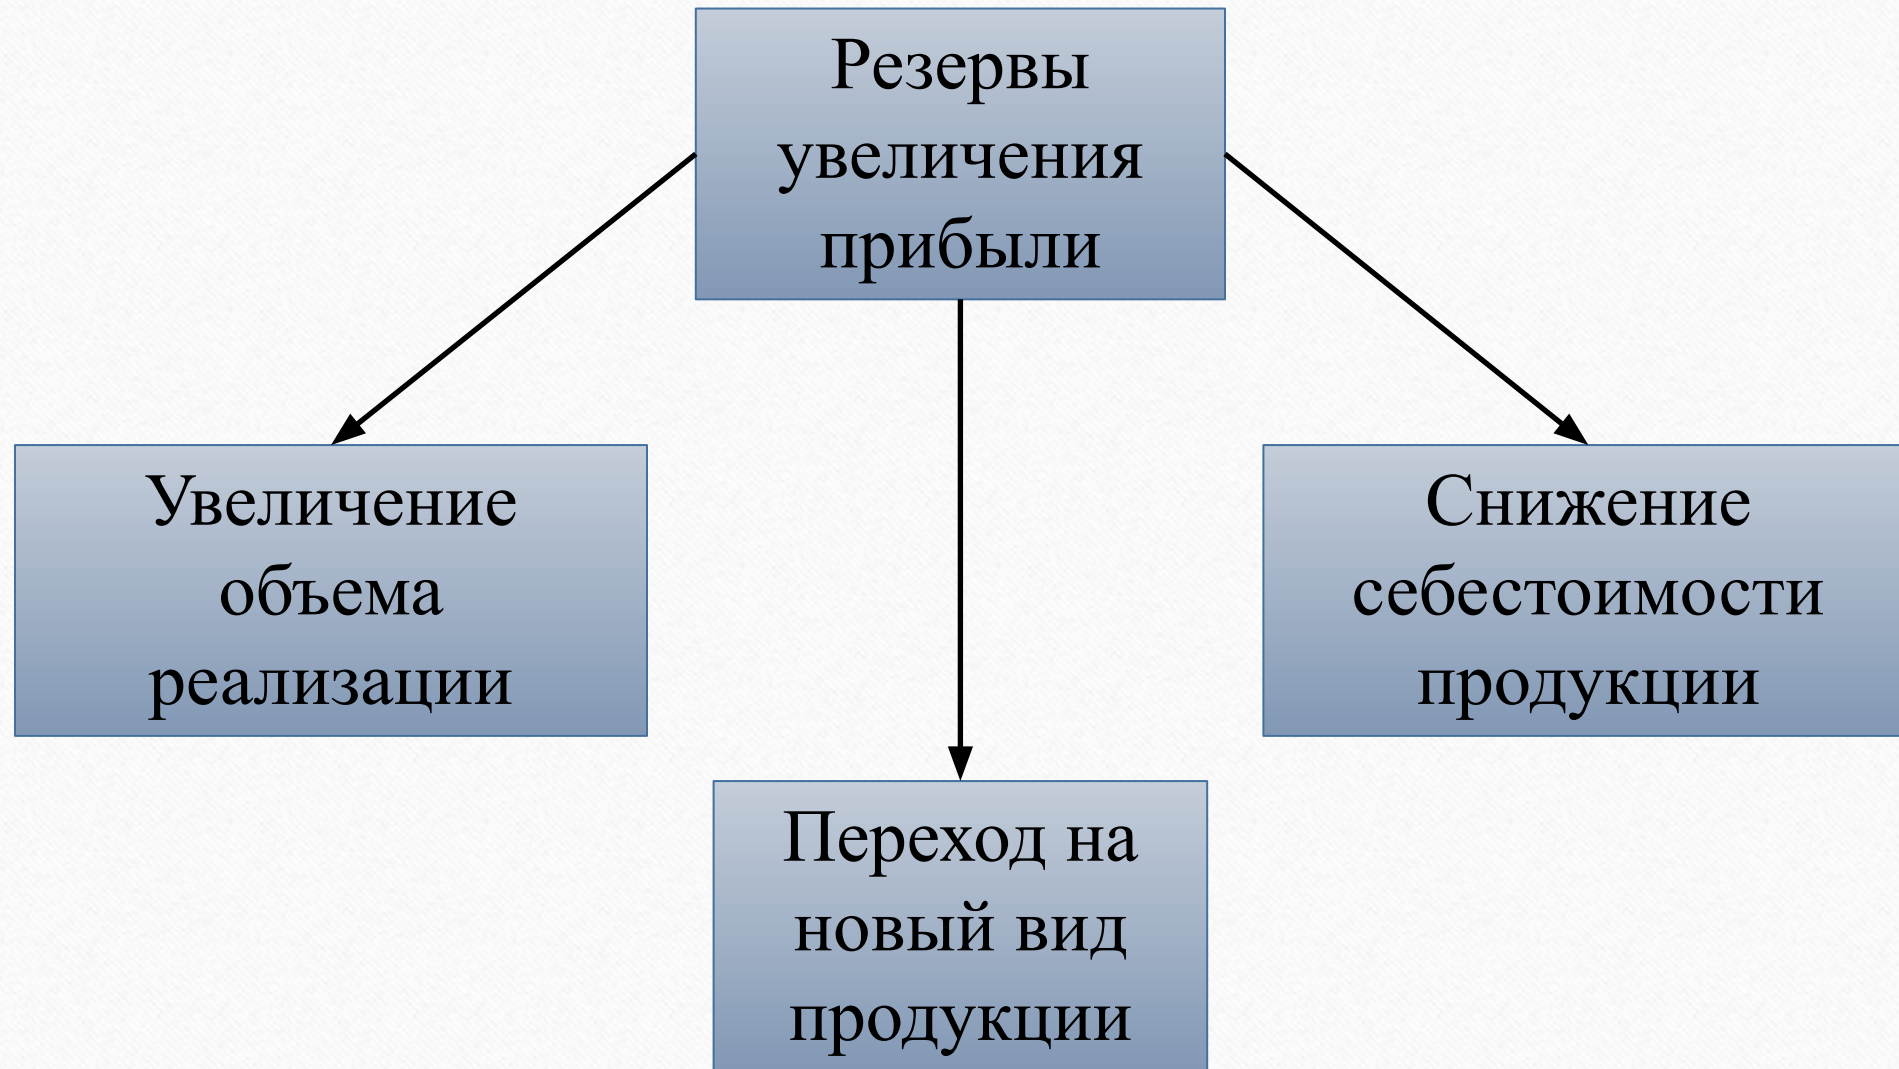 Резервы
увеличения
прибыли
Увеличение
объема
реализации
Снижение
себестоимости
продукции
Переход на
новый вид
продукции